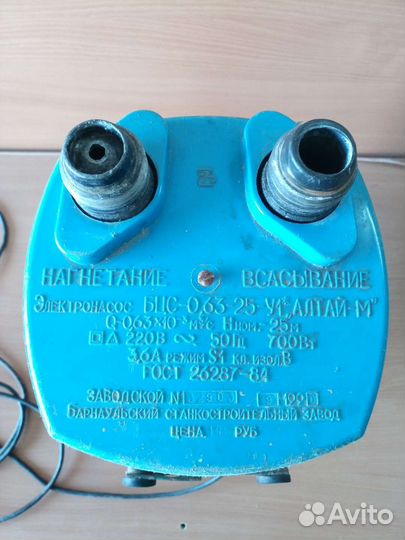 НАГНЕТАНИЕ ВСАСЫВАНИЕ
Электронасос БЦС-0,63-25-У1* „АЛТАЙ-М"
Q-0,63×10⁻³м³/с Нном.-25м
220В ~ 50Гц 700Вт
3,6А режим S1 кл. изол. В
ГОСТ 26287-84
ЗАВОДСКОЙ №
БАРНАУЛЬСКИЙ СТАНКОСТРОИТЕЛЬНЫЙ ЗАВОД
ЦЕНА РУБ
Avito